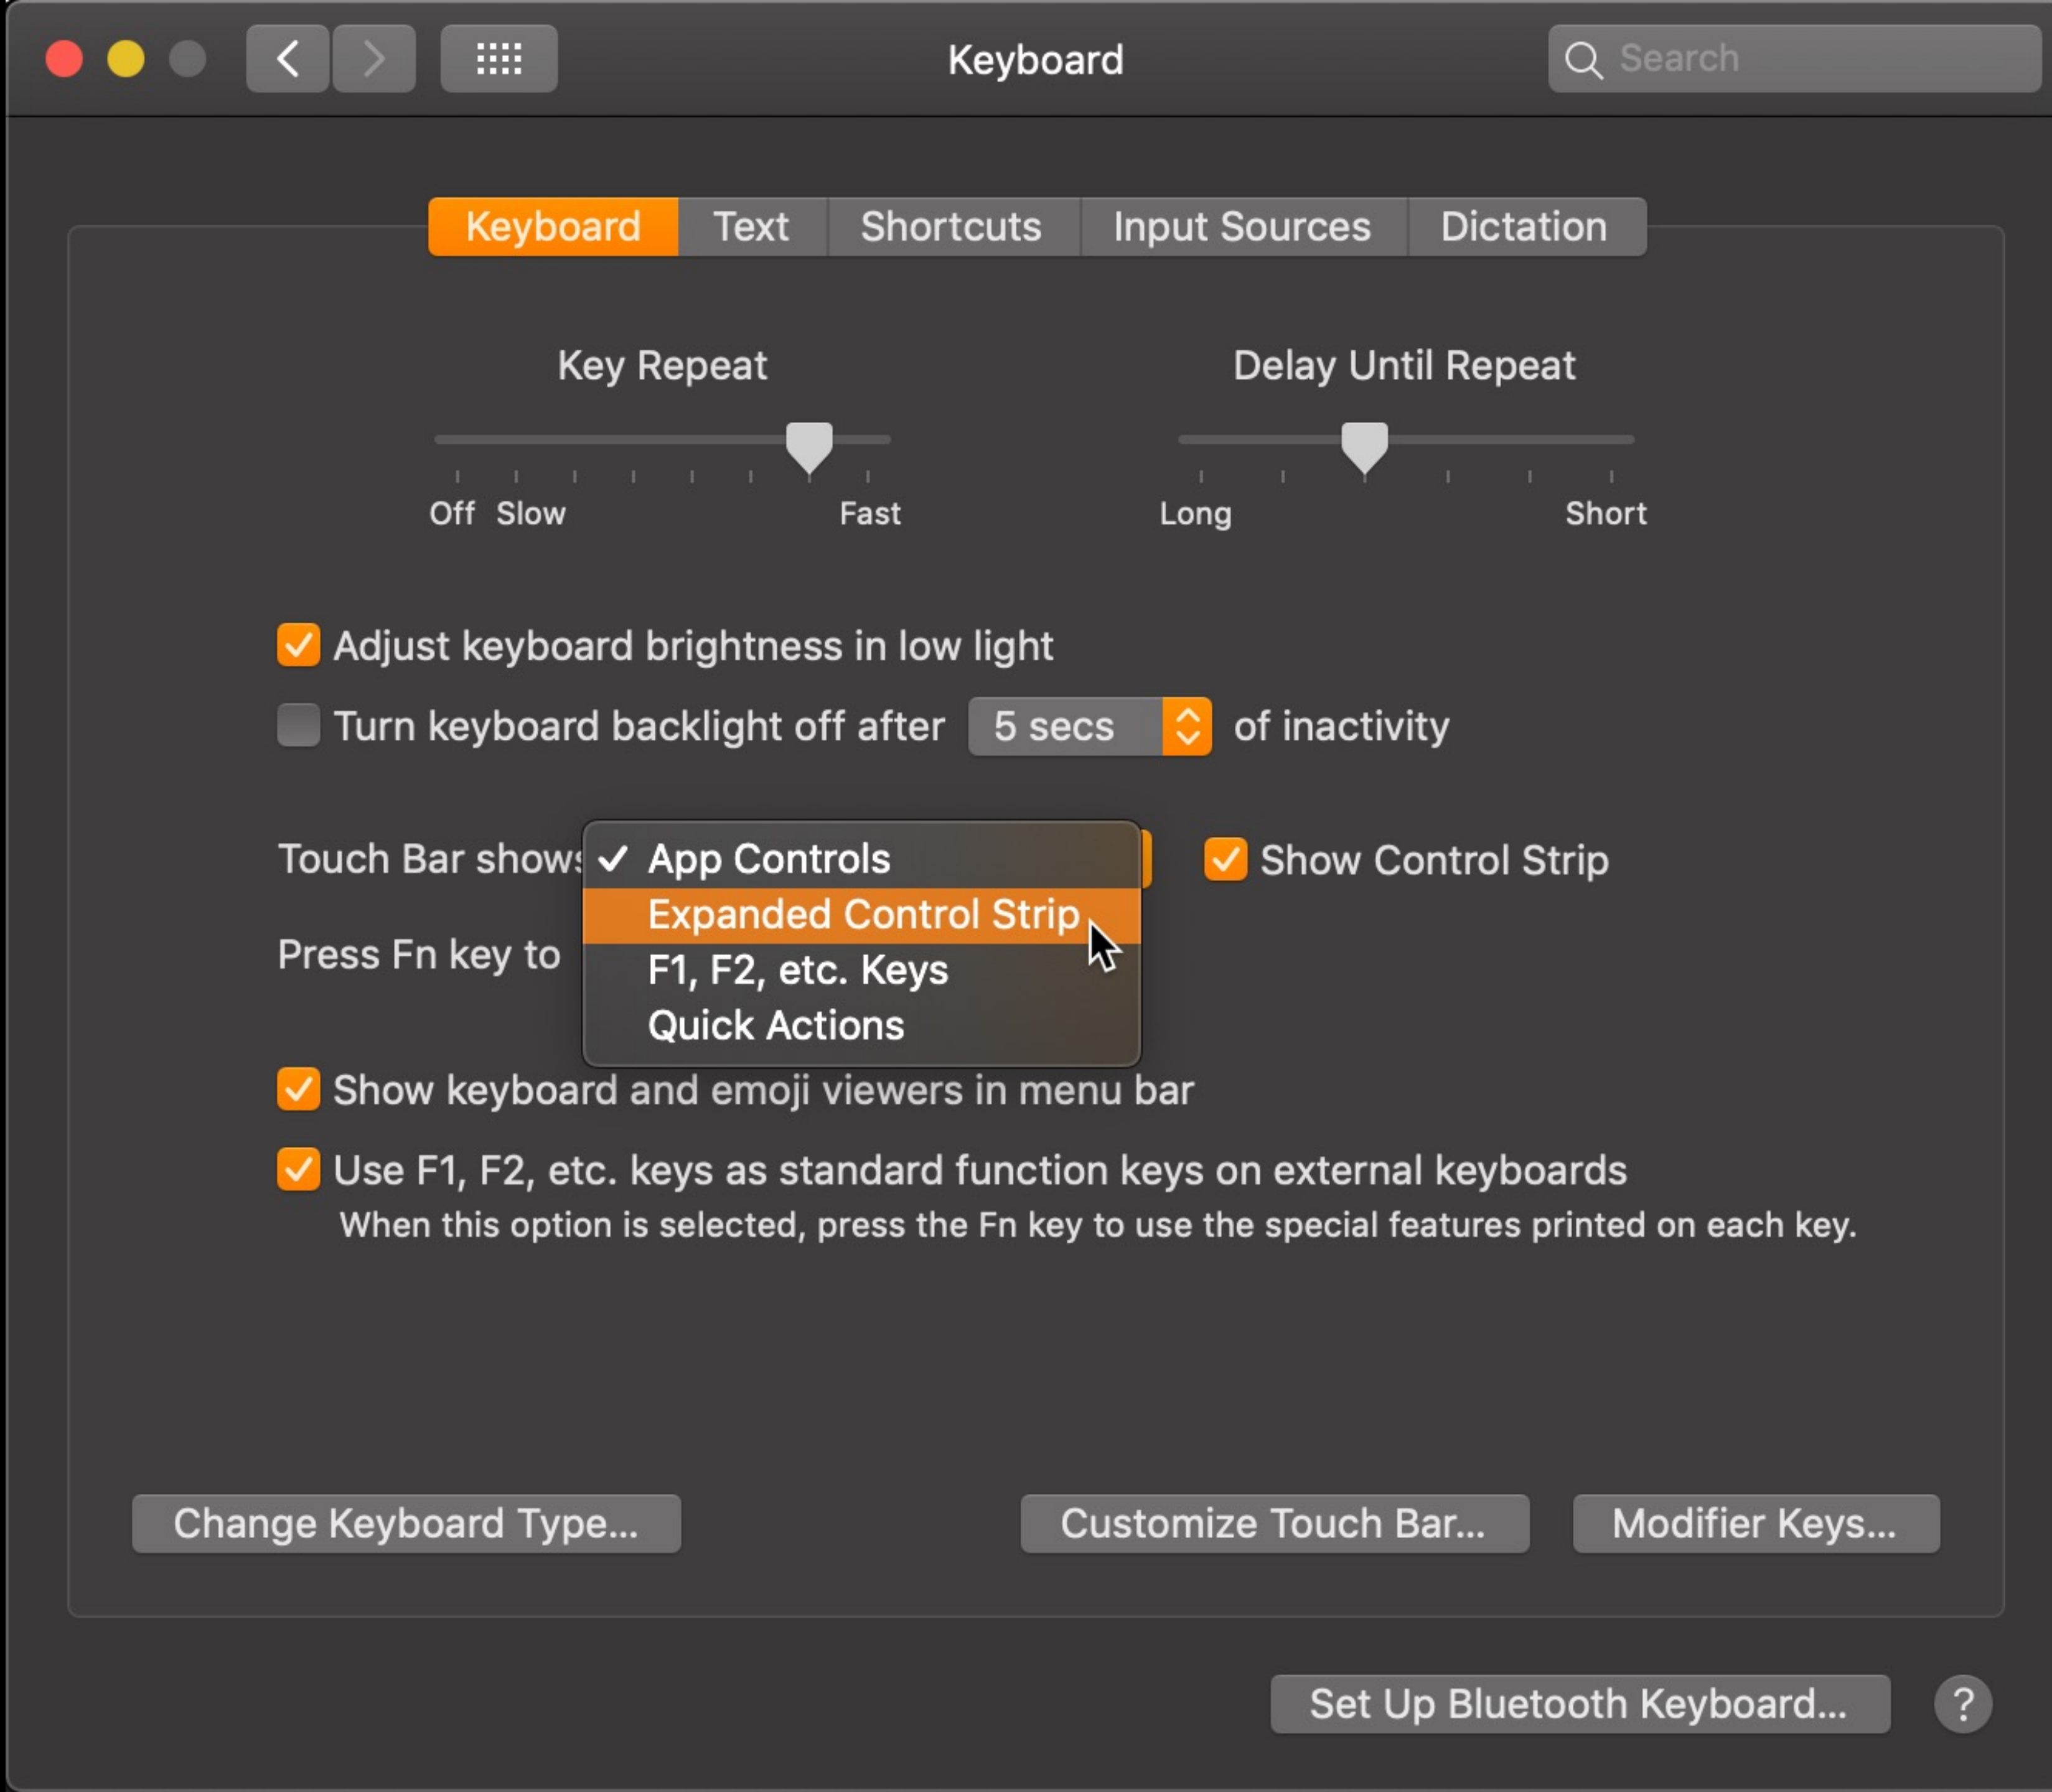 Keyboard
Search
Keyboard Text Shortcuts Input Sources Dictation
Key Repeat
Delay Until Repeat
Off Slow Fast
Long Short
Adjust keyboard brightness in low light
Turn keyboard backlight off after 5 secs of inactivity
Touch Bar shows App Controls Show Control Strip
Expanded Control Strip
Press Fn key to
F1, F2, etc. Keys
Quick Actions
Show keyboard and emoji viewers in menu bar
Use F1, F2, etc. keys as standard function keys on external keyboards
When this option is selected, press the Fn key to use the special features printed on each key.
Change Keyboard Type... Customize Touch Bar... Modifier Keys...
Set Up Bluetooth Keyboard... ?